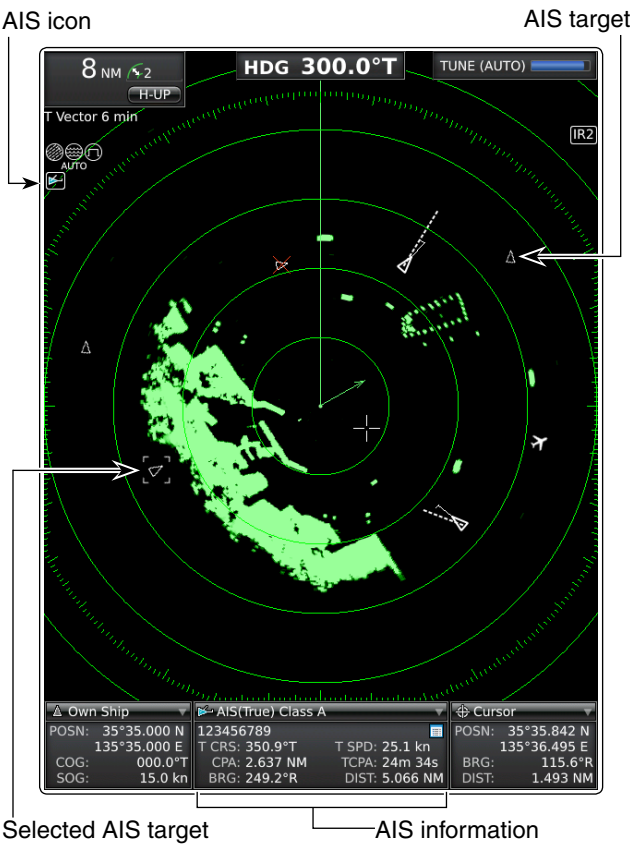 AIS icon
AIS target
8 NM 2
H-UP
HDG 300.0°T
TUNE (AUTO)
T Vector 6 min
IR2
AUTO
Own Ship
POSN: 35°35.000 N
135°35.000 E
COG: 000.0°T
SOG: 15.0 kn
AIS(True) Class A
123456789
T CRS: 350.9°T T SPD: 25.1 kn
CPA: 2.637 NM TCPA: 24m 34s
BRG: 249.2°R DIST: 5.066 NM
Cursor
POSN: 35°35.842 N
135°36.495 E
BRG: 115.6°R
DIST: 1.493 NM
Selected AIS target
AIS information